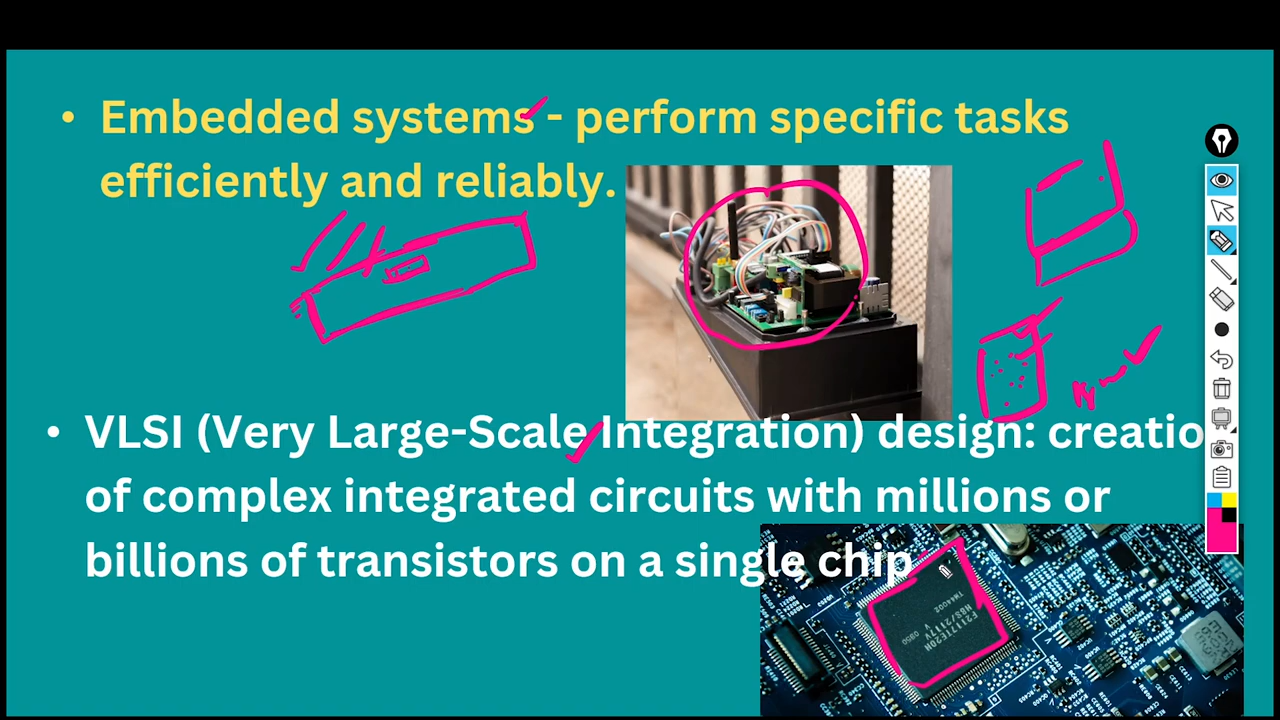 • Embedded systems - perform specific tasks
efficiently and reliably.
• VLSI (Very Large-Scale Integration) design: creatio
of complex integrated circuits with millions or
billions of transistors on a single chip